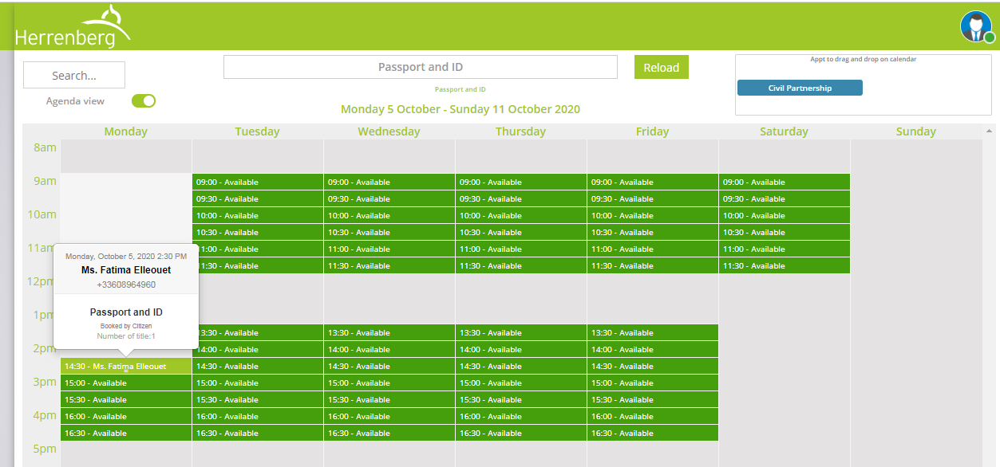 Herrenberg
Search...
Passport and ID
Reload
Appt to drag and drop on calendar
Civil Partnership
Agenda view
Passport and ID
Monday 5 October - Sunday 11 October 2020
Monday Tuesday Wednesday Thursday Friday Saturday Sunday
8am
9am 09:00 - Available 09:00 - Available 09:00 - Available 09:00 - Available 09:00 - Available
09:30 - Available 09:30 - Available 09:30 - Available 09:30 - Available 09:30 - Available
10am 10:00 - Available 10:00 - Available 10:00 - Available 10:00 - Available 10:00 - Available
10:30 - Available 10:30 - Available 10:30 - Available 10:30 - Available 10:30 - Available
11am 11:00 - Available 11:00 - Available 11:00 - Available 11:00 - Available 11:00 - Available
11:30 - Available 11:30 - Available 11:30 - Available 11:30 - Available 11:30 - Available
Monday, October 5, 2020 2:30 PM
Ms. Fatima Elleouet
+33608964960
Passport and ID
Booked by Citizen
Number of title:1
12pm
1pm
13:30 - Available 13:30 - Available 13:30 - Available 13:30 - Available
2pm 14:00 - Available 14:00 - Available 14:00 - Available 14:00 - Available
14:30 - Ms. Fatima Elleouet 14:30 - Available 14:30 - Available 14:30 - Available 14:30 - Available
3pm 15:00 - Available 15:00 - Available 15:00 - Available 15:00 - Available 15:00 - Available
15:30 - Available 15:30 - Available 15:30 - Available 15:30 - Available 15:30 - Available
4pm 16:00 - Available 16:00 - Available 16:00 - Available 16:00 - Available 16:00 - Available
16:30 - Available 16:30 - Available 16:30 - Available 16:30 - Available 16:30 - Available
5pm